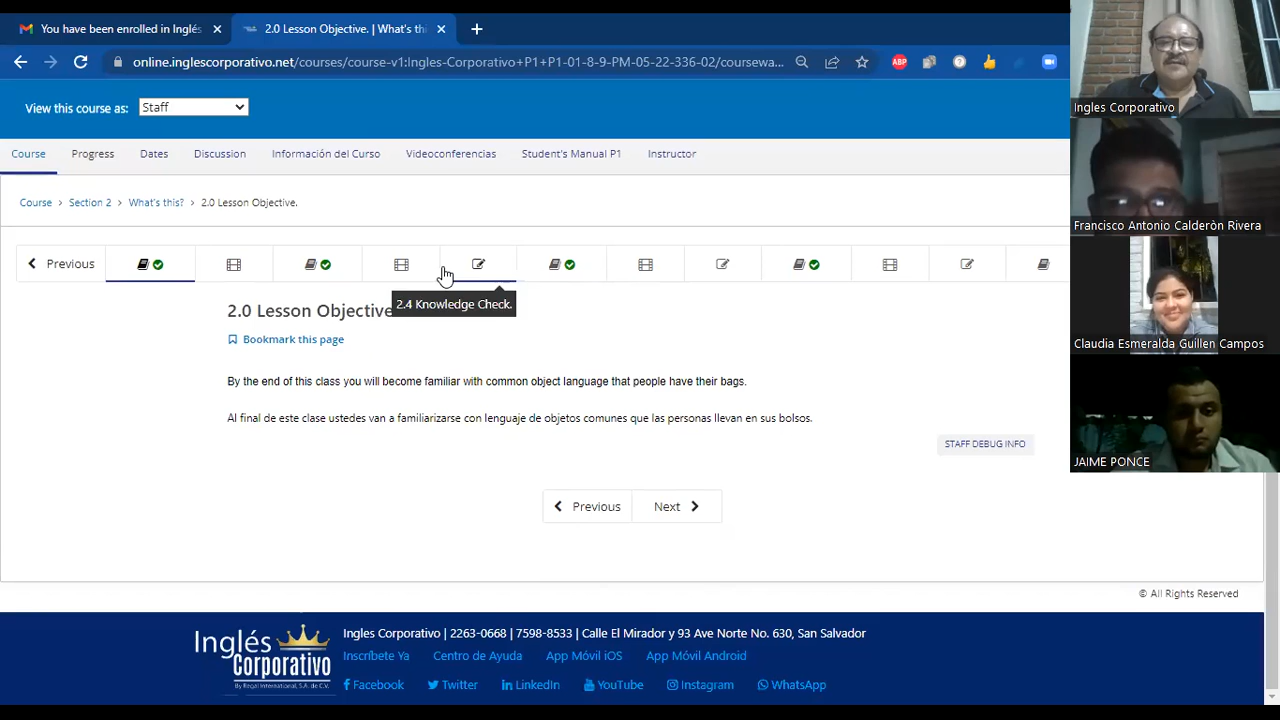 You have been enrolled in Inglés
2.0 Lesson Objective. | What's thi
online.inglescorporativo.net/courses/course-v1:Ingles-Corporativo+P1+P1-01-8-9-PM-05-22-336-02/coursewa...
ABP
Ingles Corporativo
View this course as:
Staff
Course
Progress
Dates
Discussion
Información del Curso
Videoconferencias
Student's Manual P1
Instructor
Francisco Antonio Calderòn Rivera
Course > Section 2 > What's this? > 2.0 Lesson Objective.
Previous
2.4 Knowledge Check.
2.0 Lesson Objective
Bookmark this page
Claudia Esmeralda Guillen Campos
By the end of this class you will become familiar with common object language that people have their bags.
Al final de este clase ustedes van a familiarizarse con lenguaje de objetos comunes que las personas llevan en sus bolsos.
STAFF DEBUG INFO
JAIME PONCE
Previous
Next
© All Rights Reserved
Inglés
Corporativo
By Regal International, S.A. de C.V.
Ingles Corporativo | 2263-0668 | 7598-8533 | Calle El Mirador y 93 Ave Norte No. 630, San Salvador
Inscríbete Ya
Centro de Ayuda
App Móvil iOS
App Móvil Android
Facebook
Twitter
LinkedIn
YouTube
Instagram
WhatsApp